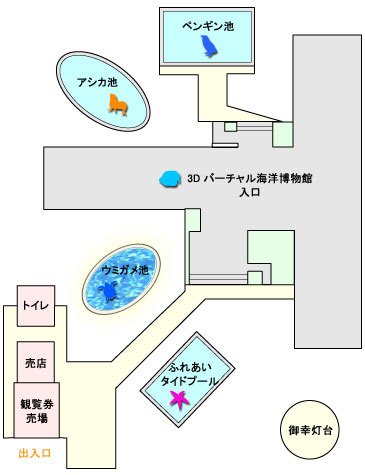 ペンギン池
アシカ池
3D バーチャル海洋博物館
入口
ウミガメ池
トイレ
売店
ふれあい
タイドプール
観覧券
売場
御幸灯台
出入口